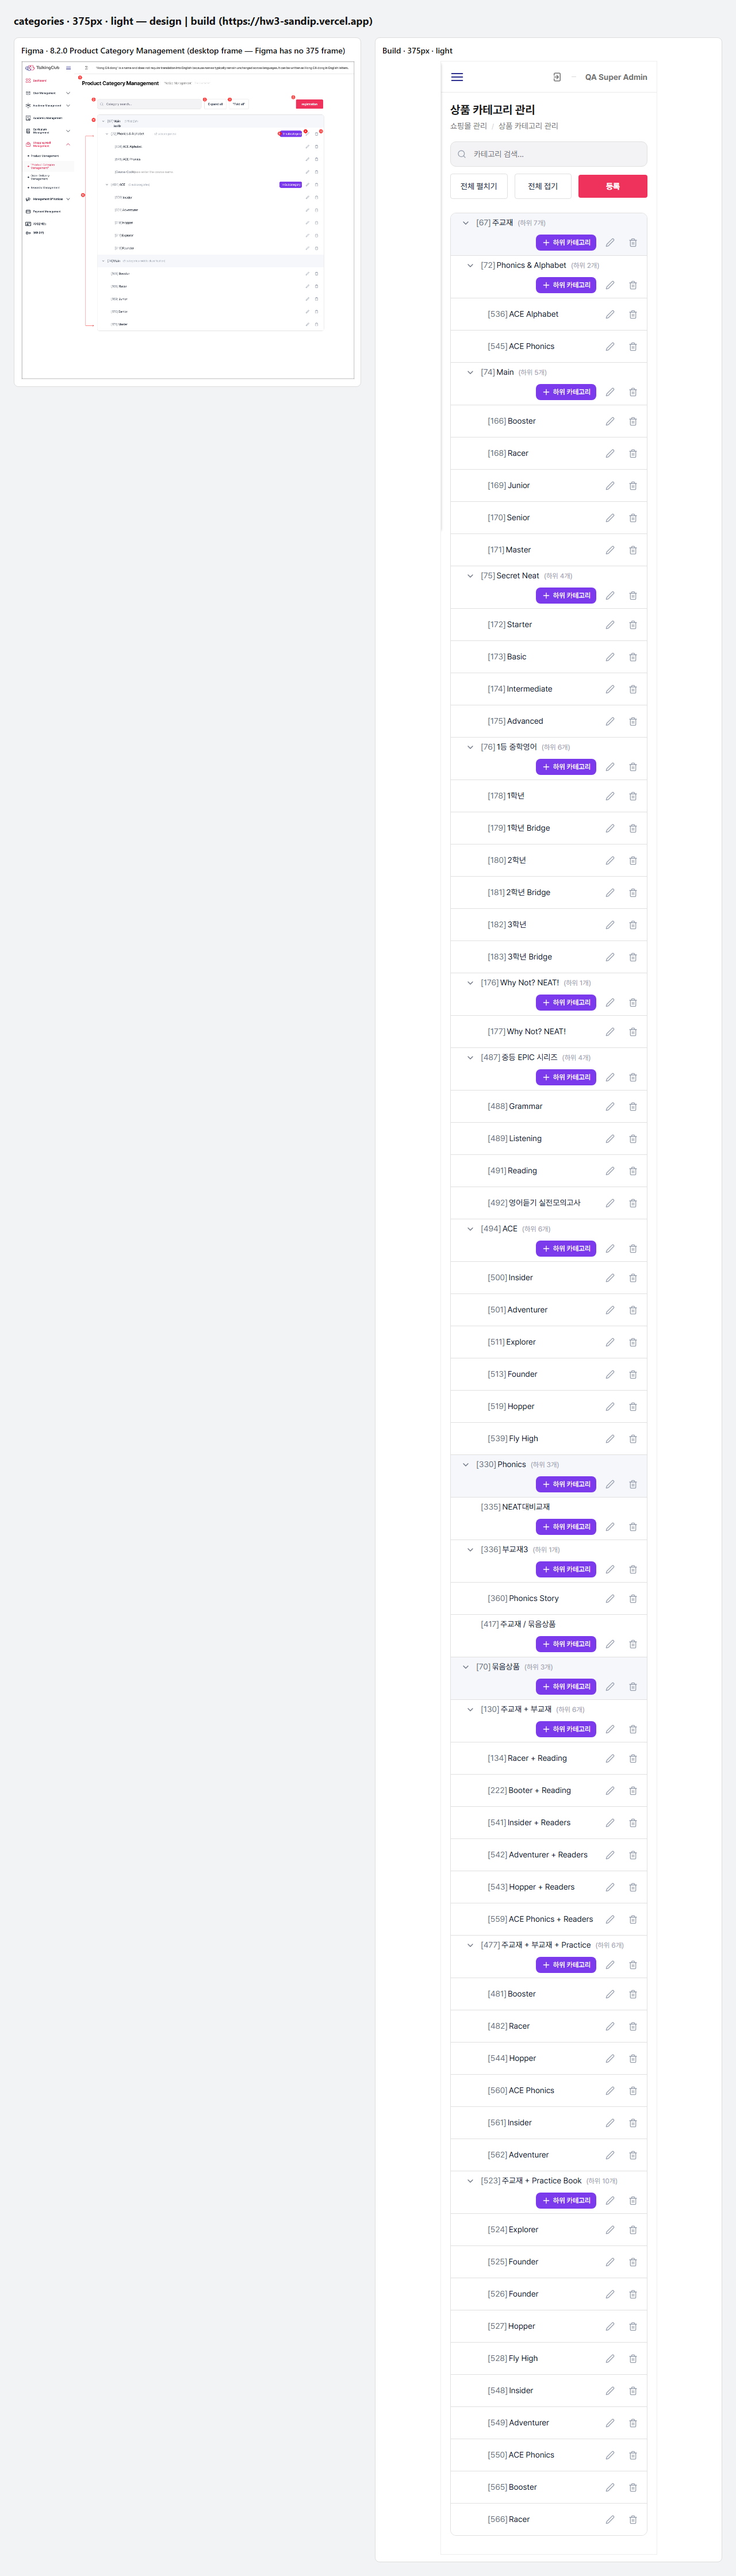 categories · 375px · light — design | build (https://hw3-sandip.vercel.app)
Figma · 8.2.0 Product Category Management (desktop frame — Figma has no 375 frame)
Product Category Management
Build · 375px · light
QA Super Admin
상품 카테고리 관리
쇼핑몰 관리 / 상품 카테고리 관리
카테고리 검색...
전체 펼치기
전체 접기
등록
[67] 주교재 (하위 7개)
+ 하위 카테고리
[72] Phonics & Alphabet (하위 2개)
+ 하위 카테고리
[536] ACE Alphabet
[545] ACE Phonics
[74] Main (하위 5개)
+ 하위 카테고리
[166] Booster
[168] Racer
[169] Junior
[170] Senior
[171] Master
[75] Secret Neat (하위 4개)
+ 하위 카테고리
[172] Starter
[173] Basic
[174] Intermediate
[175] Advanced
[76] 1등 중학영어 (하위 6개)
+ 하위 카테고리
[178] 1학년
[179] 1학년 Bridge
[180] 2학년
[181] 2학년 Bridge
[182] 3학년
[183] 3학년 Bridge
[176] Why Not? NEAT! (하위 1개)
+ 하위 카테고리
[177] Why Not? NEAT!
[487] 중등 EPIC 시리즈 (하위 4개)
+ 하위 카테고리
[488] Grammar
[489] Listening
[491] Reading
[492] 영어듣기 실전모의고사
[494] ACE (하위 6개)
+ 하위 카테고리
[500] Insider
[501] Adventurer
[511] Explorer
[513] Founder
[519] Hopper
[539] Fly High
[330] Phonics (하위 3개)
+ 하위 카테고리
[335] NEAT대비교재
+ 하위 카테고리
[336] 부교재3 (하위 1개)
+ 하위 카테고리
[360] Phonics Story
[417] 주교재 / 묶음상품
+ 하위 카테고리
[70] 묶음상품 (하위 3개)
+ 하위 카테고리
[130] 주교재 + 부교재 (하위 6개)
+ 하위 카테고리
[134] Racer + Reading
[222] Booter + Reading
[541] Insider + Readers
[542] Adventurer + Readers
[543] Hopper + Readers
[559] ACE Phonics + Readers
[477] 주교재 + 부교재 + Practice (하위 6개)
+ 하위 카테고리
[481] Booster
[482] Racer
[544] Hopper
[560] ACE Phonics
[561] Insider
[562] Adventurer
[523] 주교재 + Practice Book (하위 10개)
+ 하위 카테고리
[524] Explorer
[525] Founder
[526] Founder
[527] Hopper
[528] Fly High
[548] Insider
[549] Adventurer
[550] ACE Phonics
[565] Booster
[566] Racer